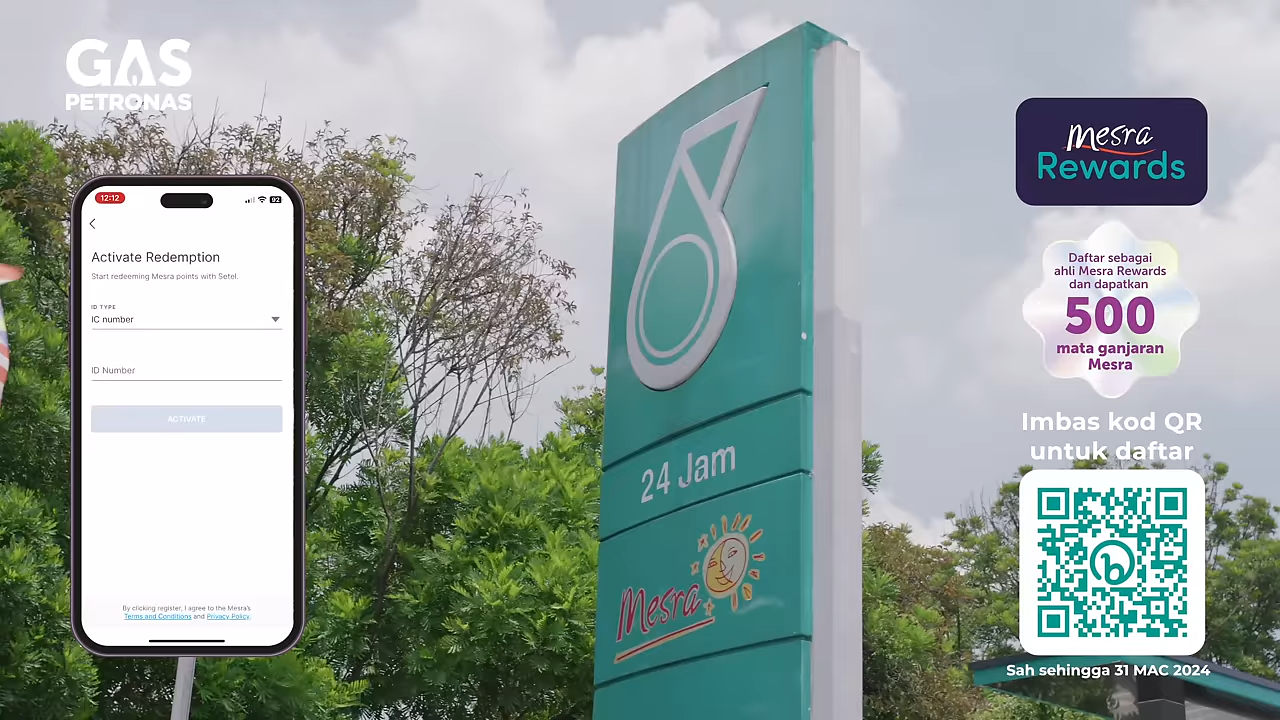 GAS
PETRONAS
12:12
92
Activate Redemption
Start redeeming Mesra points with Setel.
ID TYPE
IC number
ID Number
ACTIVATE
By clicking register, I agree to the Mesra's
Terms and Conditions and Privacy Policy.
24 Jam
Mesra
Mesra
Rewards
Daftar sebagai
ahli Mesra Rewards
dan dapatkan
500
mata ganjaran
Mesra
Imbas kod QR
untuk daftar
b
Sah sehingga 31 MAC 2024